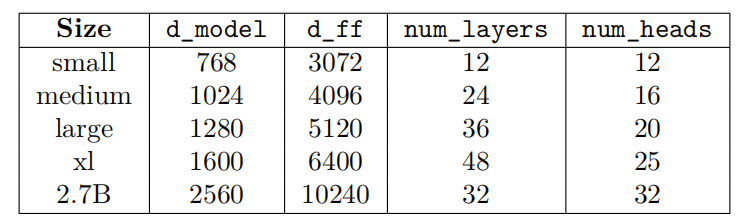 Size d_model d_ff num_layers num_heads
small 768 3072 12 12
medium 1024 4096 24 16
large 1280 5120 36 20
xl 1600 6400 48 25
2.7B 2560 10240 32 32